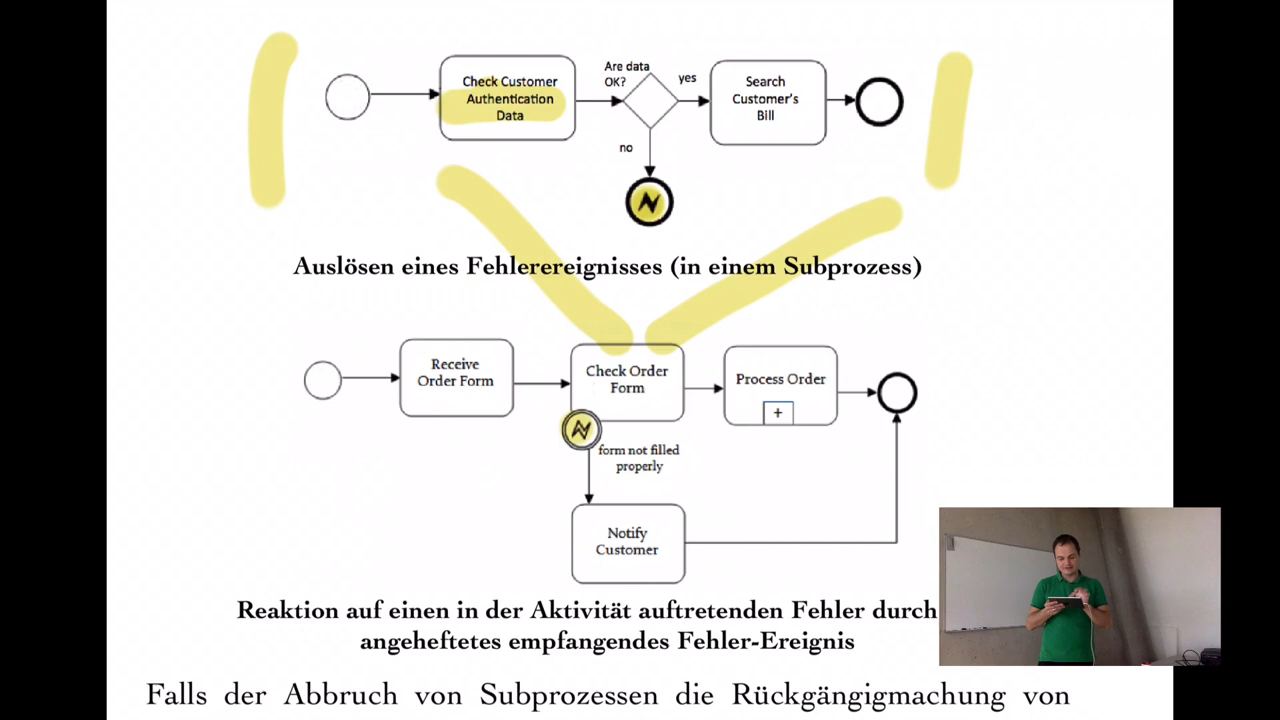 Are data
OK?
yes
Check Customer
Authentication
Data
Search
Customer's
Bill
no
Auslösen eines Fehlerereignisses (in einem Subprozess)
Receive
Order Form
Check Order
Form
Process Order
+
form not filled
properly
Notify
Customer
Reaktion auf einen in der Aktivität auftretenden Fehler durch
angeheftetes empfangendes Fehler-Ereignis
Falls der Abbruch von Subprozessen die Rückgängigmachung von